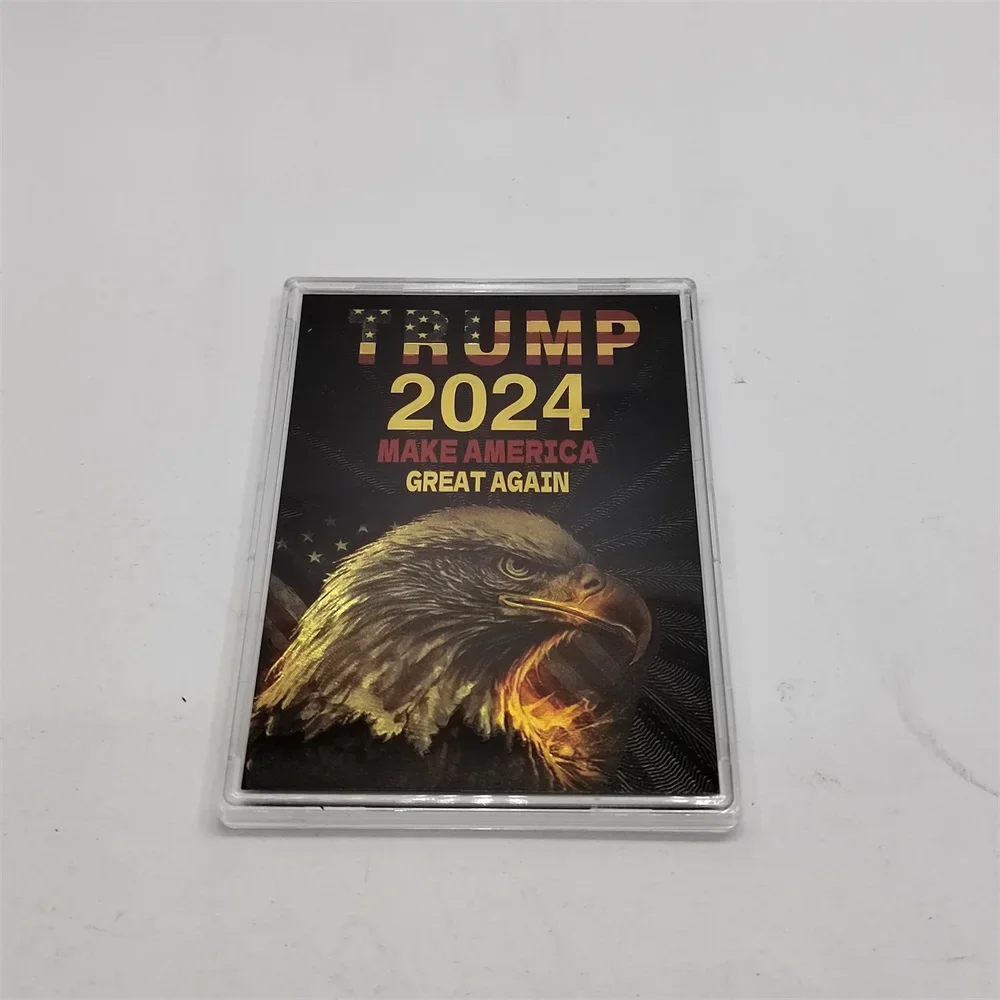 TRUMP
2024
MAKE AMERICA
GREAT AGAIN